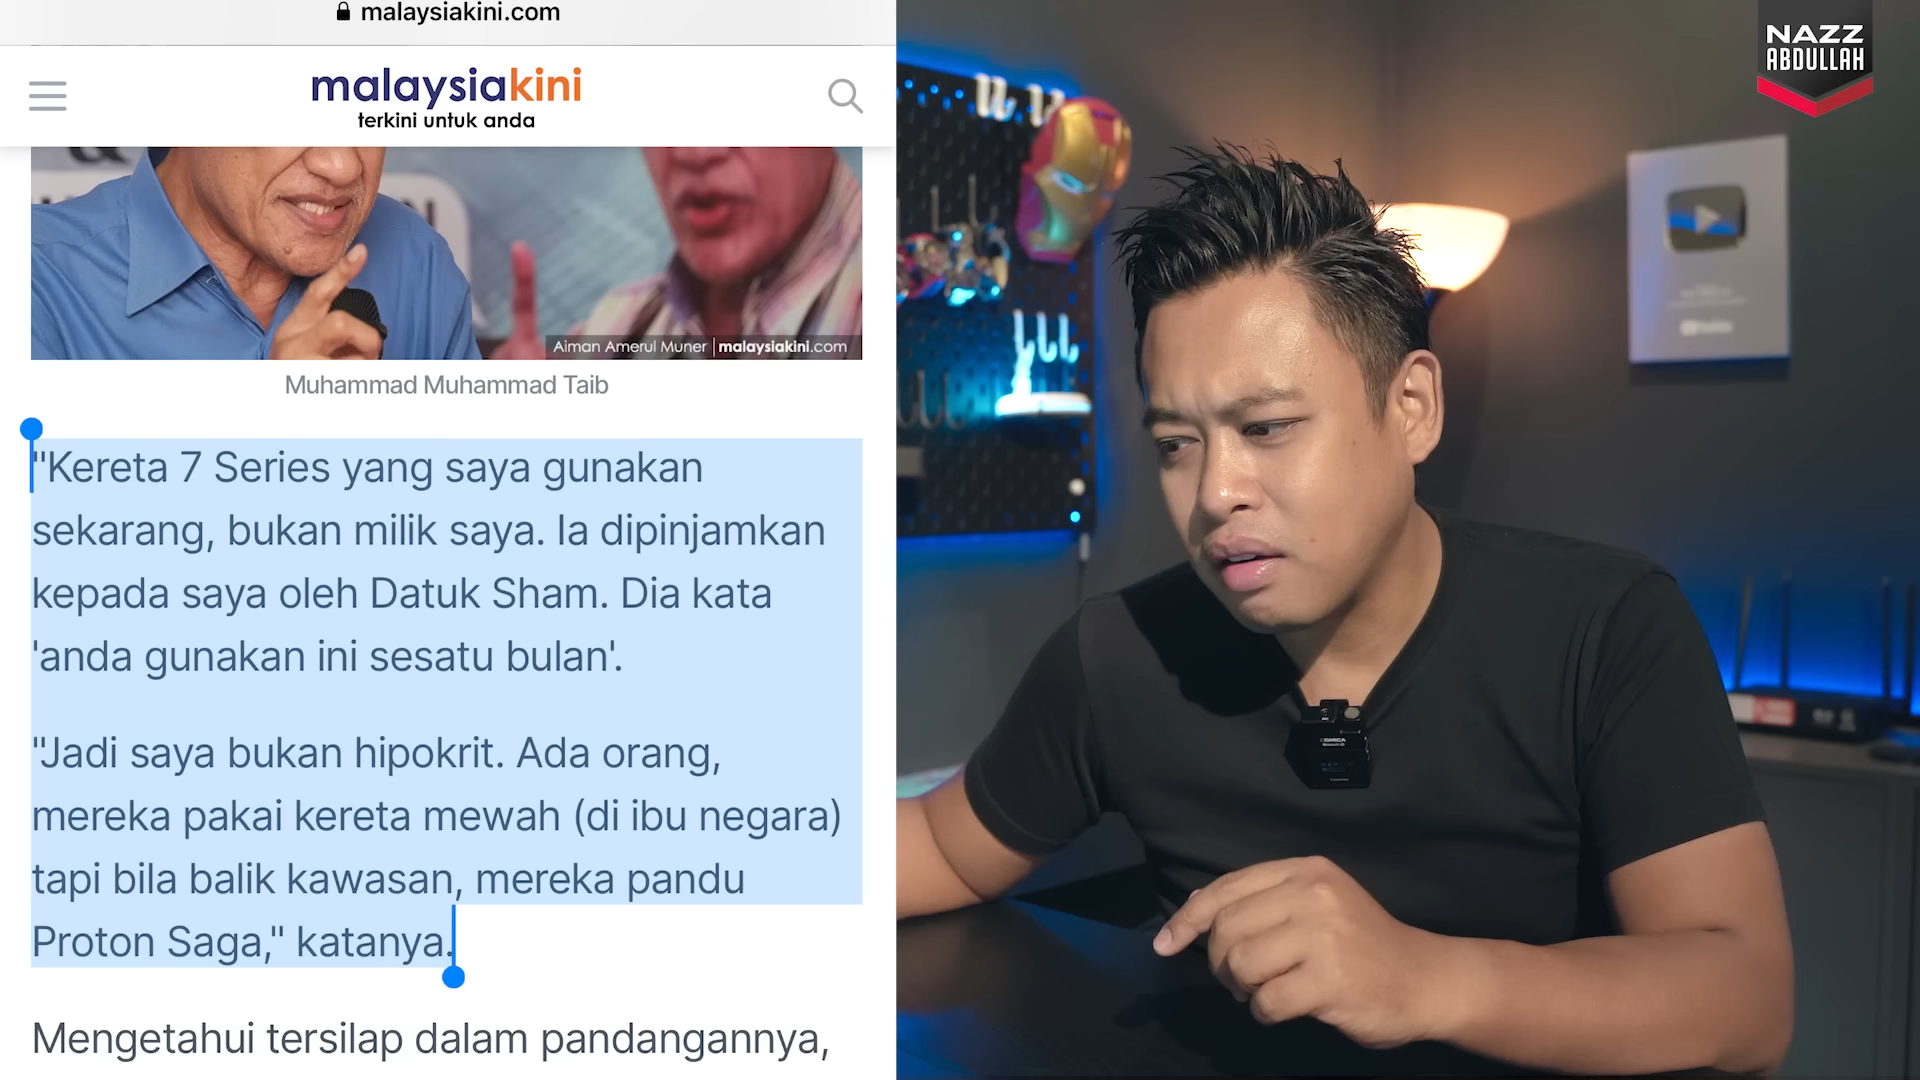 malaysiakini.com
malaysiakini
terkini untuk anda
Aiman Amerul Muner | malaysiakini.com
Muhammad Muhammad Taib
"Kereta 7 Series yang saya gunakan
sekarang, bukan milik saya. Ia dipinjamkan
kepada saya oleh Datuk Sham. Dia kata
'anda gunakan ini sesatu bulan'.
"Jadi saya bukan hipokrit. Ada orang,
mereka pakai kereta mewah (di ibu negara)
tapi bila balik kawasan, mereka pandu
Proton Saga," katanya.
Mengetahui tersilap dalam pandangannya,
NAZZ
ABDULLAH
COMICA